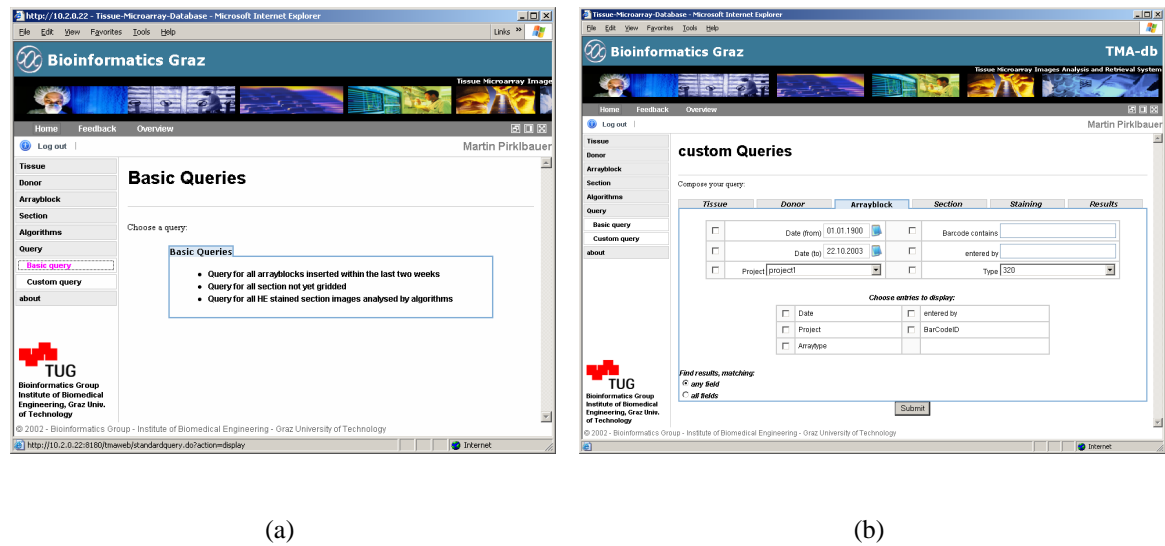 http://10.2.0.22 - Tissue-Microarray-Database - Microsoft Internet Explorer
File Edit View Favorites Tools Help
Links »
Bioinformatics Graz
Tissue Microarray Image
Home Feedback Overview
Log out
Martin Pirklbauer
Tissue
Donor
Arrayblock
Section
Algorithms
Query
Basic query
Custom query
about
Basic Queries
Choose a query:
Basic Queries
• Query for all arrayblocks inserted within the last two weeks
• Query for all section not yet gridded
• Query for all HE stained section images analysed by algorithms
TUG
Bioinformatics Group
Institute of Biomedical
Engineering, Graz Univ.
of Technology
© 2002 - Bioinformatics Group - Institute of Biomedical Engineering - Graz University of Technology
http://10.2.0.22:8180/tmaweb/standardquery.do?action=display
Internet
(a)
Tissue-Microarray-Database - Microsoft Internet Explorer
File Edit View Favorites Tools Help
Bioinformatics Graz
TMA-db
Tissue Microarray Images Analysis and Retrieval System
Home Feedback Overview
Log out
Martin Pirklbauer
Tissue
Donor
Arrayblock
Section
Algorithms
Query
Basic query
Custom query
about
custom Queries
Compose your query:
Tissue Donor Arrayblock Section Staining Results
Date (from) 01.01.1900 Barcode contains
Date (to) 22.10.2003 entered by
Project project1 Type 320
Choose entries to display:
Date entered by
Project BarCodeID
Arraytype
Find results, matching:
any field
all fields
Submit
TUG
Bioinformatics Group
Institute of Biomedical
Engineering, Graz Univ.
of Technology
© 2002 - Bioinformatics Group - Institute of Biomedical Engineering - Graz University of Technology
Internet
(b)